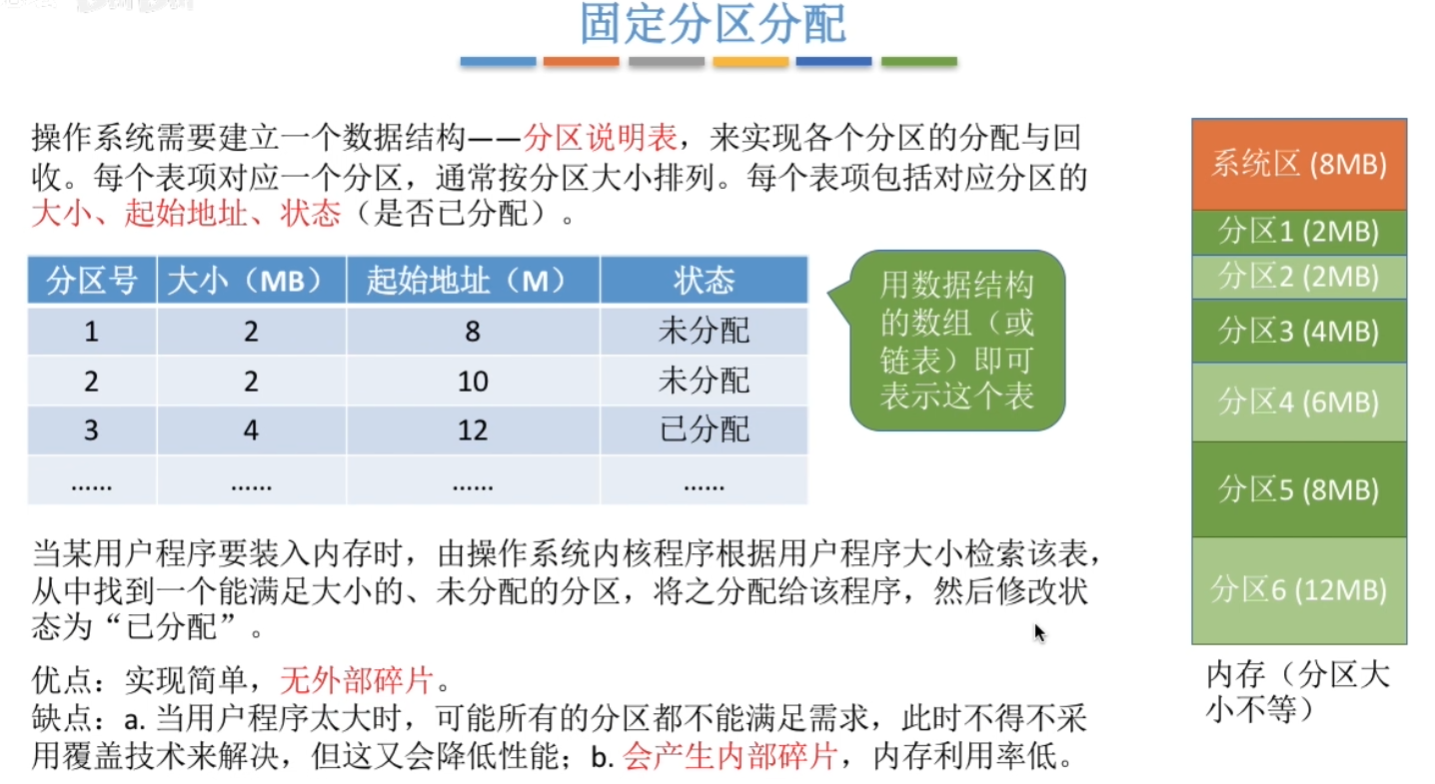 固定分区分配
操作系统需要建立一个数据结构——分区说明表，来实现各个分区的分配与回
收。每个表项对应一个分区，通常按分区大小排列。每个表项包括对应分区的
大小、起始地址、状态（是否已分配）。
分区号 大小（MB） 起始地址（M） 状态
1 2 8 未分配
2 2 10 未分配
3 4 12 已分配
...... ...... ...... ......
用数据结构
的数组（或
链表）即可
表示这个表
当某用户程序要装入内存时，由操作系统内核程序根据用户程序大小检索该表，
从中找到一个能满足大小的、未分配的分区，将之分配给该程序，然后修改状
态为“已分配”。
优点：实现简单，无外部碎片。
缺点：a. 当用户程序太大时，可能所有的分区都不能满足需求，此时不得不采
用覆盖技术来解决，但这又会降低性能；b. 会产生内部碎片，内存利用率低。
系统区 (8MB)
分区1 (2MB)
分区2 (2MB)
分区3 (4MB)
分区4 (6MB)
分区5 (8MB)
分区6 (12MB)
内存（分区大
小不等）